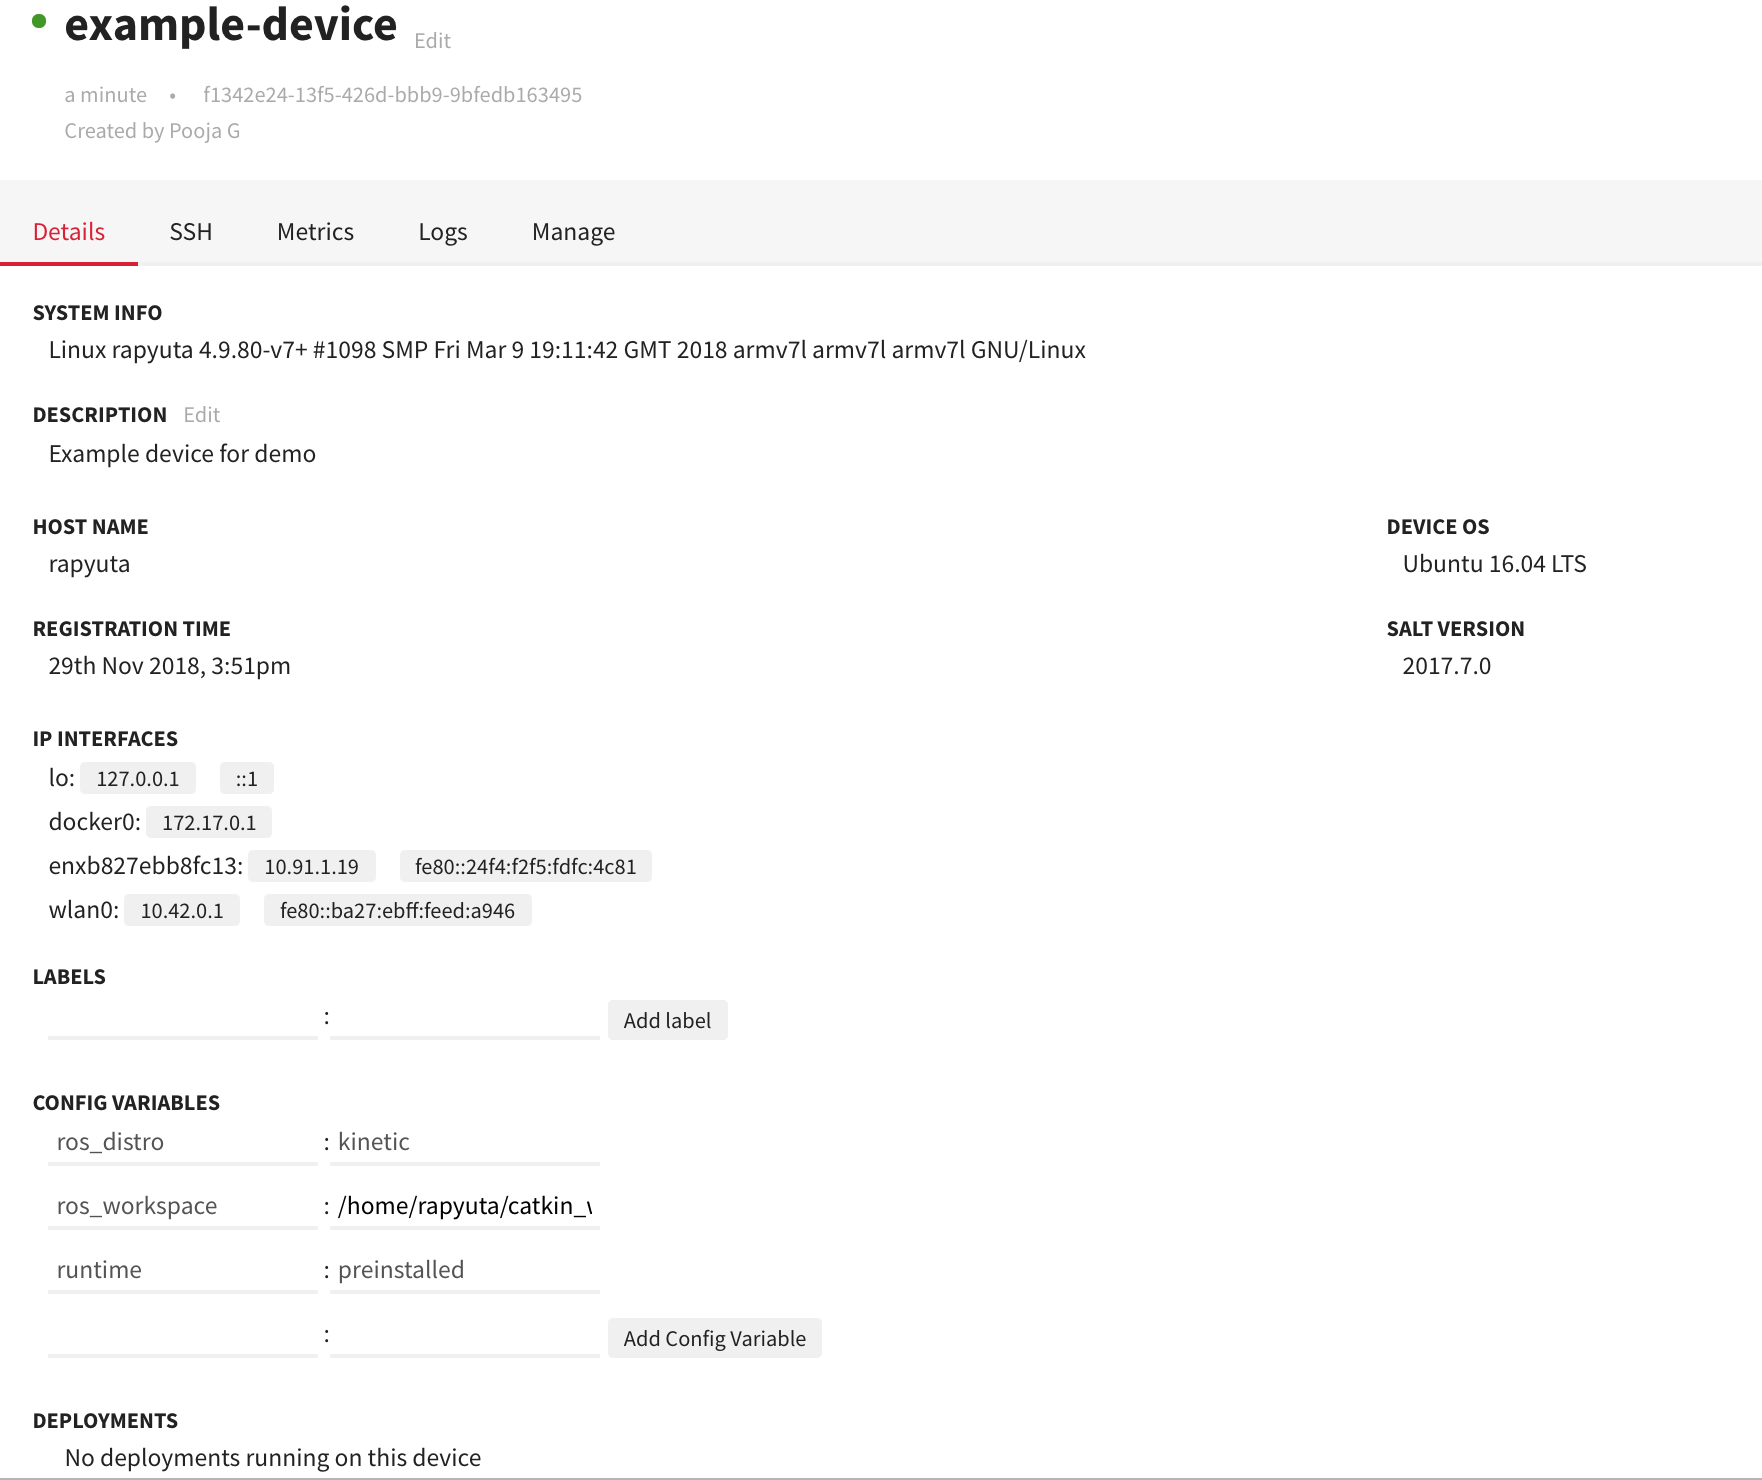 example-device Edit
a minute • f1342e24-13f5-426d-bbb9-9bfedb163495
Created by Pooja G
Details SSH Metrics Logs Manage
SYSTEM INFO
Linux rapyuta 4.9.80-v7+ #1098 SMP Fri Mar 9 19:11:42 GMT 2018 armv7l armv7l armv7l GNU/Linux
DESCRIPTION Edit
Example device for demo
HOST NAME DEVICE OS
rapyuta Ubuntu 16.04 LTS
REGISTRATION TIME SALT VERSION
29th Nov 2018, 3:51pm 2017.7.0
IP INTERFACES
lo: 127.0.0.1 ::1
docker0: 172.17.0.1
enxb827ebb8fc13: 10.91.1.19 fe80::24f4:f2f5:fdfc:4c81
wlan0: 10.42.0.1 fe80::ba27:ebff:feed:a946
LABELS
: Add label
CONFIG VARIABLES
ros_distro : kinetic
ros_workspace : /home/rapyuta/catkin_
runtime : preinstalled
: Add Config Variable
DEPLOYMENTS
No deployments running on this device